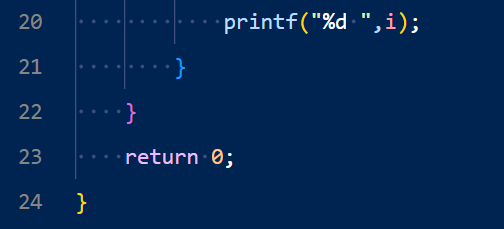 20            printf("%d ",i);
21        }
22    }
23    return 0;
24 }